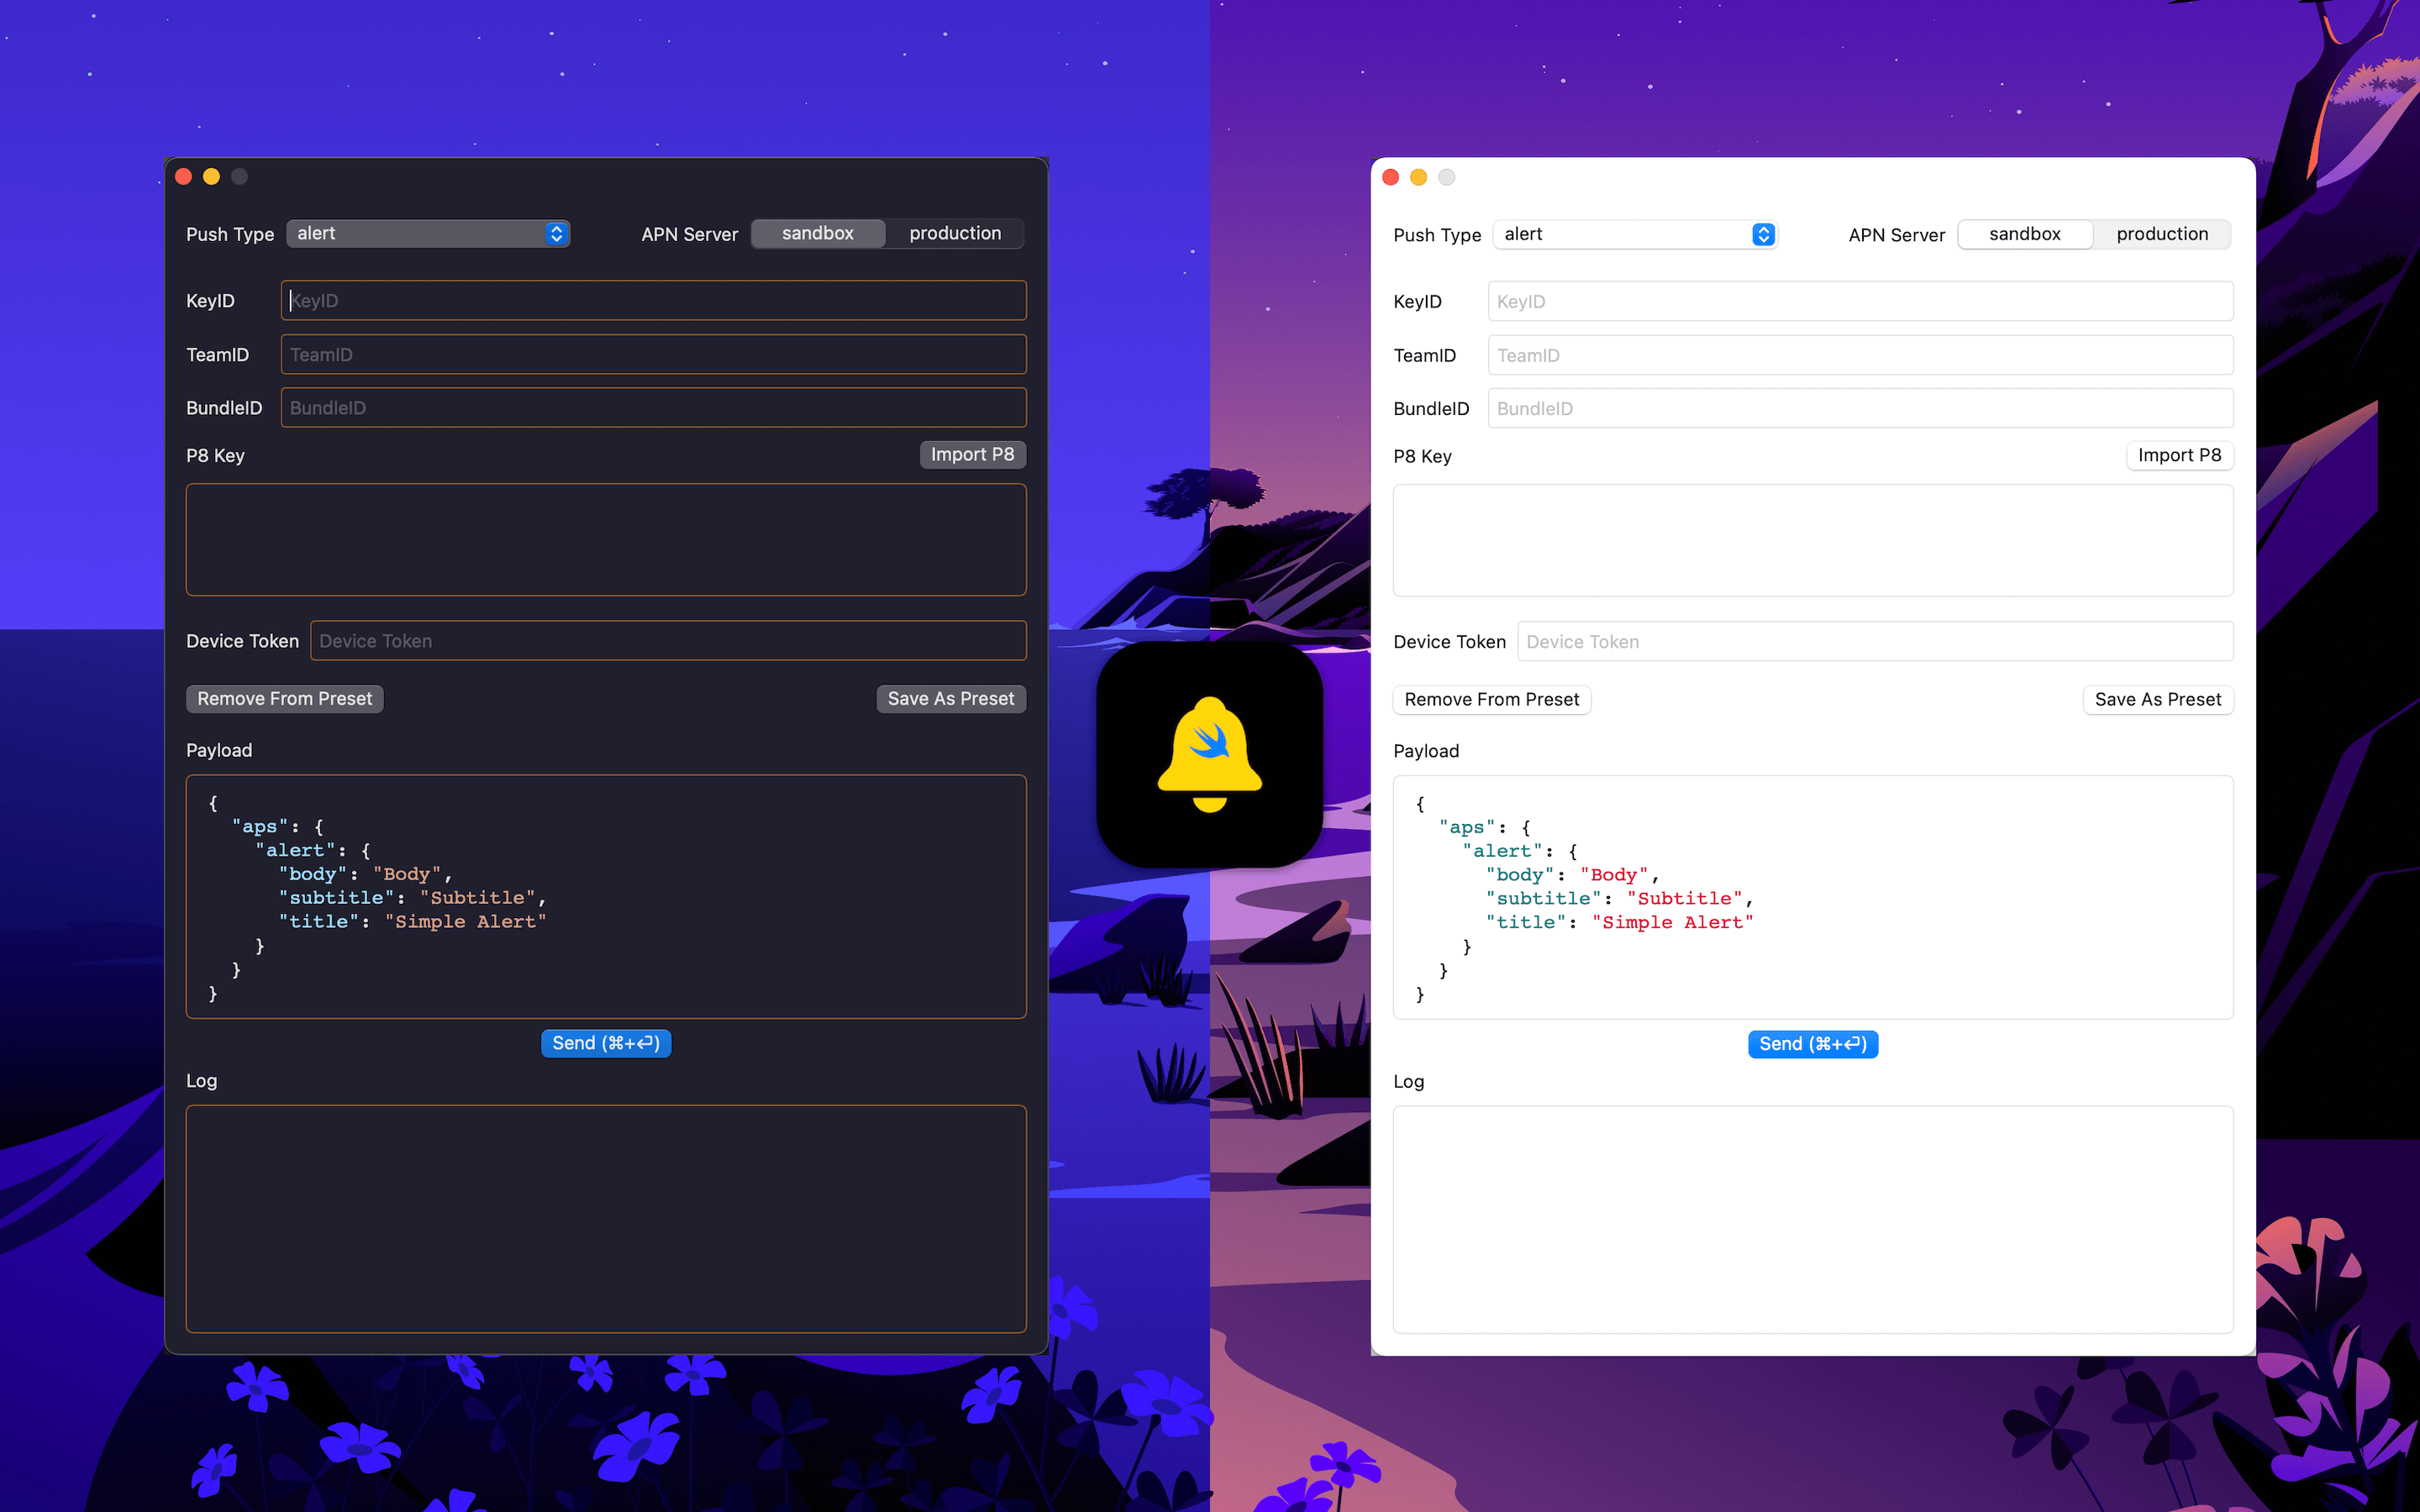 Push Type alert APN Server sandbox production
KeyID KeyID
TeamID TeamID
BundleID BundleID
P8 Key Import P8
Device Token Device Token
Remove From Preset Save As Preset
Payload
{
"aps": {
"alert": {
"body": "Body",
"subtitle": "Subtitle",
"title": "Simple Alert"
}
}
}
Send (⌘+⏎)
Log
Push Type alert APN Server sandbox production
KeyID KeyID
TeamID TeamID
BundleID BundleID
P8 Key Import P8
Device Token Device Token
Remove From Preset Save As Preset
Payload
{
"aps": {
"alert": {
"body": "Body",
"subtitle": "Subtitle",
"title": "Simple Alert"
}
}
}
Send (⌘+⏎)
Log